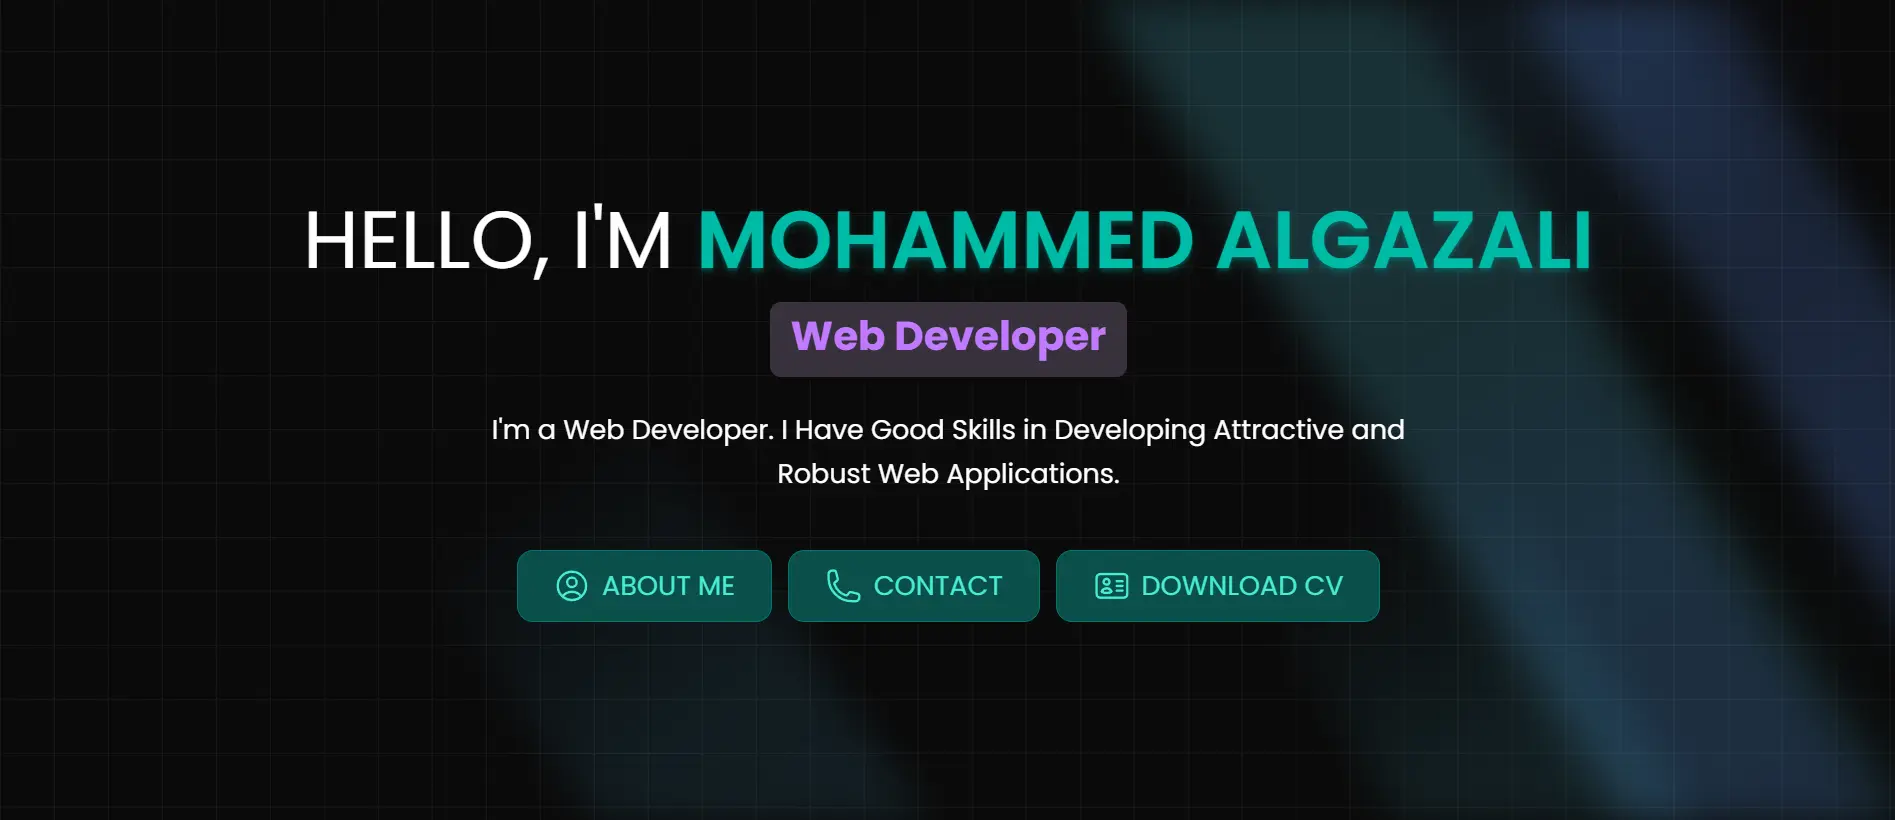 HELLO, I'M MOHAMMED ALGAZALI
Web Developer
I'm a Web Developer. I Have Good Skills in Developing Attractive and
Robust Web Applications.
ABOUT ME
CONTACT
DOWNLOAD CV